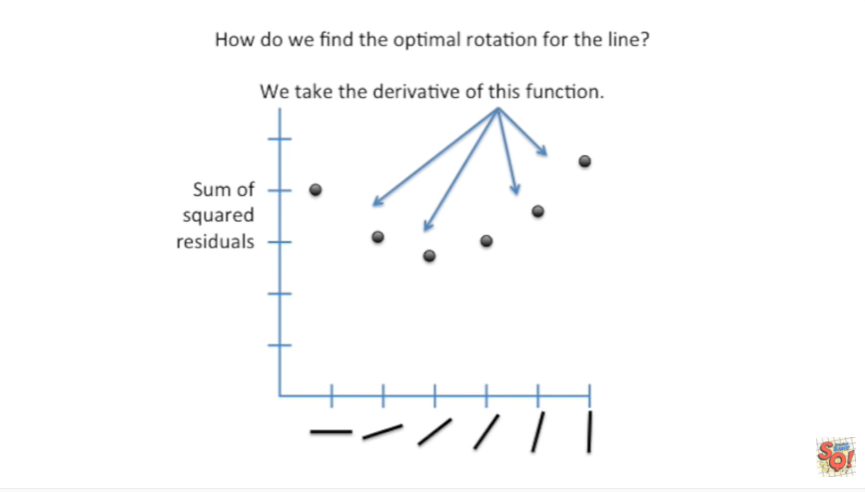 How do we find the optimal rotation for the line?
We take the derivative of this function.
Sum of
squared
residuals
SQ!